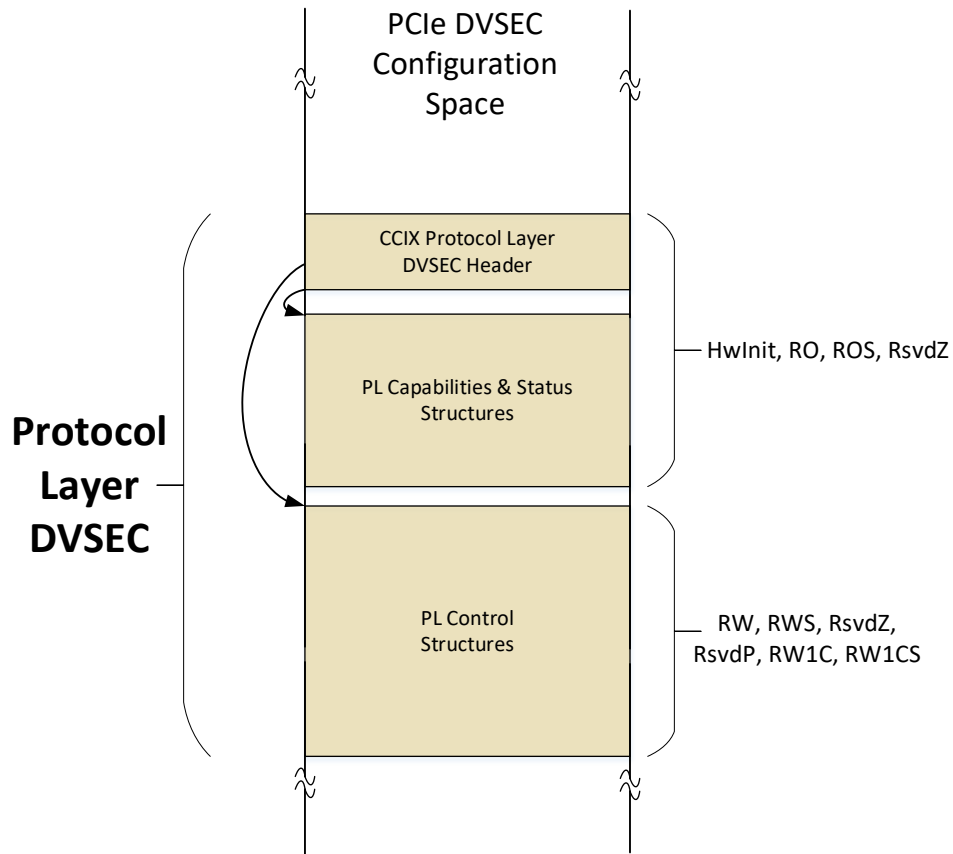 PCIe DVSEC
Configuration
Space
CCIX Protocol Layer
DVSEC Header
HwInit, RO, ROS, RsvdZ
PL Capabilities & Status
Structures
Protocol
Layer
DVSEC
PL Control
Structures
RW, RWS, RsvdZ,
RsvdP, RW1C, RW1CS